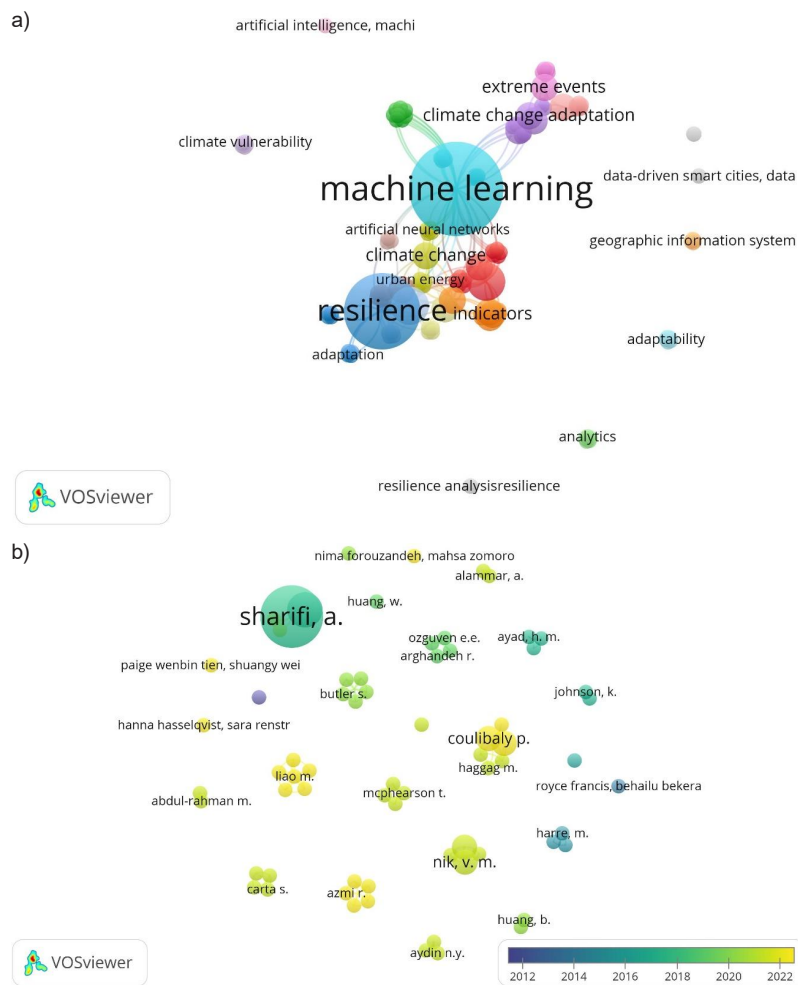 a)
artificial intelligence, machi
extreme events
climate change adaptation
climate vulnerability
data-driven smart cities, data
machine learning
artificial neural networks
geographic information system
climate change
urban energy
resilience
indicators
adaptability
adaptation
analytics
resilience analysisresilience
VOSviewer
b)
nima forouzandeh, mahsa zomoro
alammar, a.
huang, w.
sharifi, a.
ozguven e.e.
ayad, h. m.
arghandeh r.
paige wenbin tien, shuangy wei
butler s.
johnson, k.
hanna hasselqvist, sara renstr
coulibaly p.
haggag m.
liao m.
royce francis, behailu bekera
abdul-rahman m.
mcphearson t.
harre, m.
nik, v. m.
carta s.
azmi r.
huang, b.
aydin n.y.
VOSviewer
2012 2014 2016 2018 2020 2022